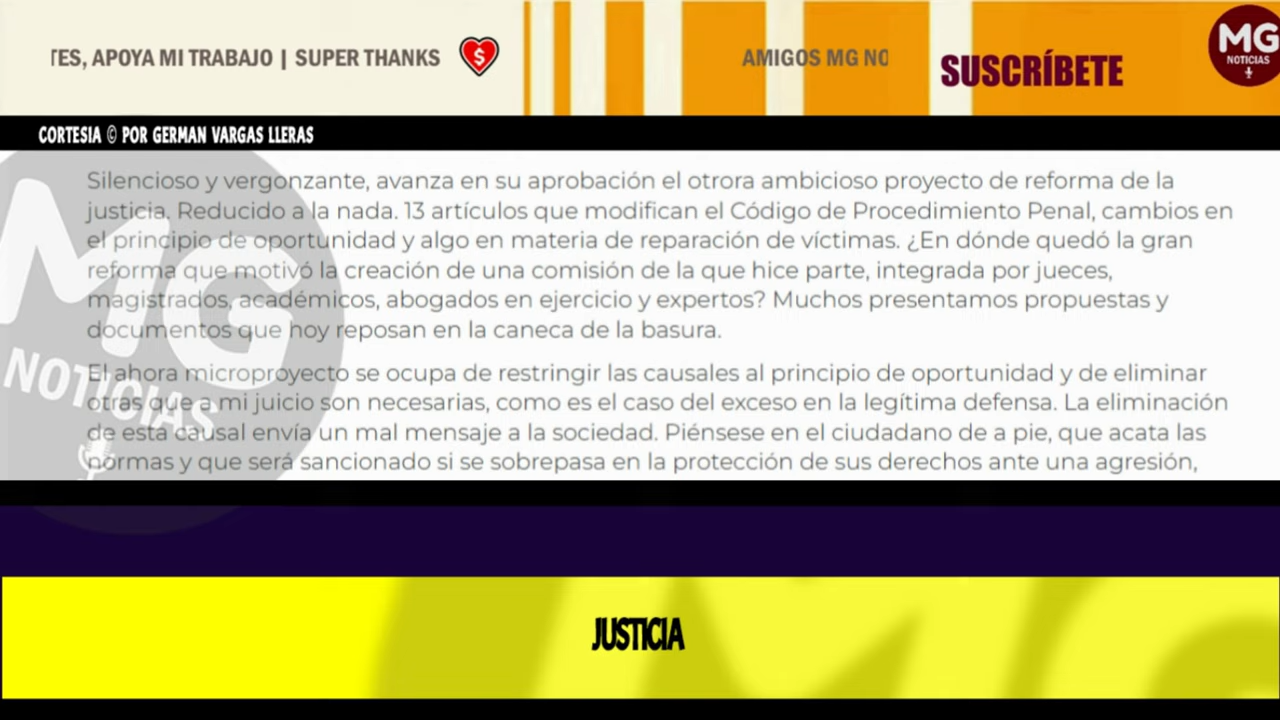 TES, APOYA MI TRABAJO | SUPER THANKS
AMIGOS MG NO
SUSCRÍBETE
MG
NOTICIAS
CORTESIA © POR GERMAN VARGAS LLERAS
Silencioso y vergonzante, avanza en su aprobación el otrora ambicioso proyecto de reforma de la
justicia. Reducido a la nada. 13 artículos que modifican el Código de Procedimiento Penal, cambios en
el principio de oportunidad y algo en materia de reparación de víctimas. ¿En dónde quedó la gran
reforma que motivó la creación de una comisión de la que hice parte, integrada por jueces,
magistrados, académicos, abogados en ejercicio y expertos? Muchos presentamos propuestas y
documentos que hoy reposan en la caneca de la basura.
El ahora microproyecto se ocupa de restringir las causales al principio de oportunidad y de eliminar
otras que a mi juicio son necesarias, como es el caso del exceso en la legítima defensa. La eliminación
de esta causal envía un mal mensaje a la sociedad. Piénsese en el ciudadano de a pie, que acata las
normas y que será sancionado si se sobrepasa en la protección de sus derechos ante una agresión,
MG
NOTICIAS
JUSTICIA